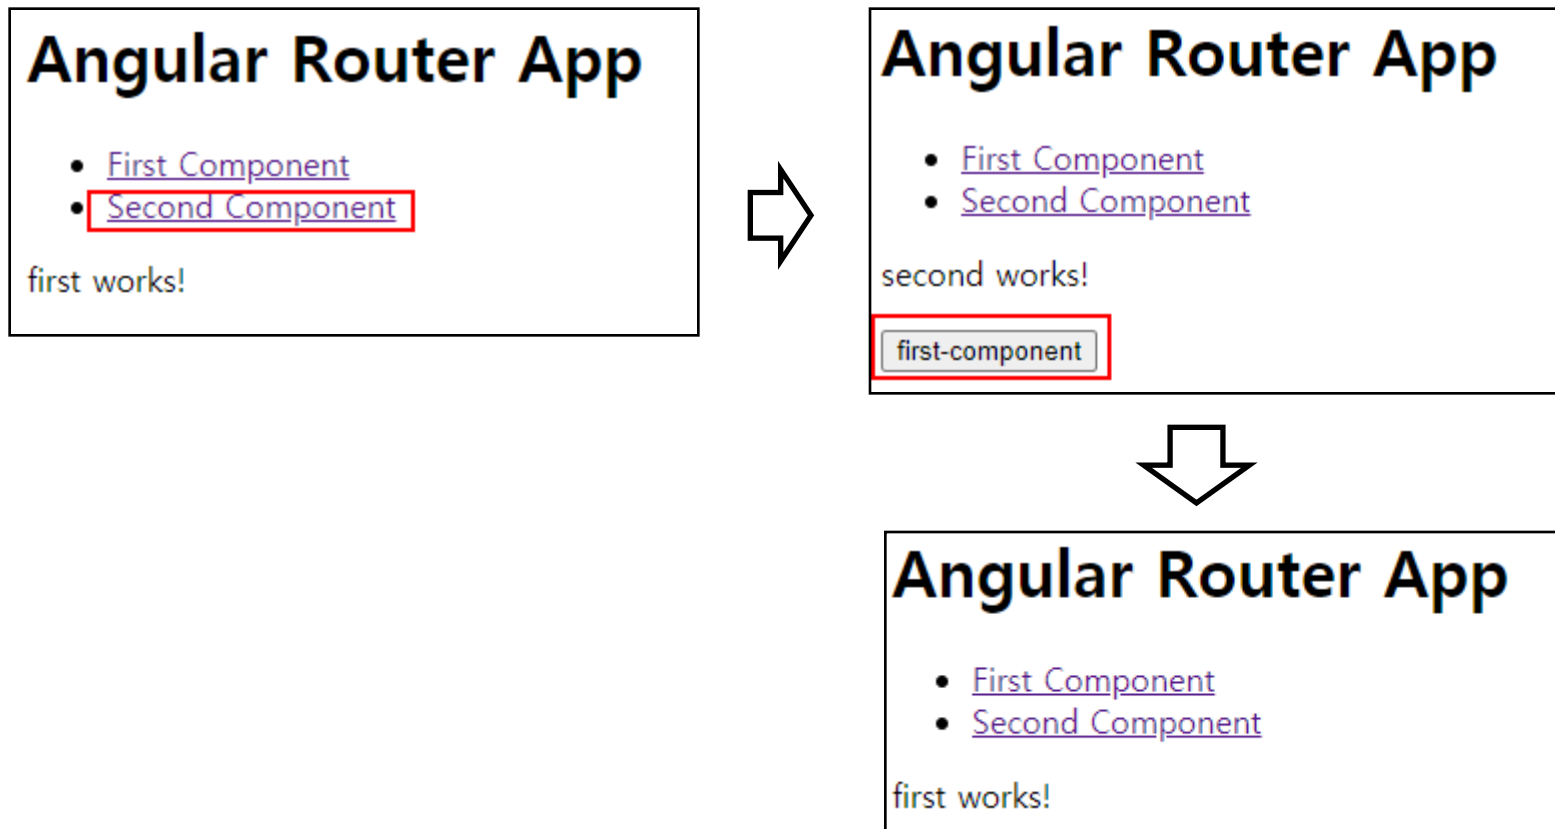 Angular Router App
First Component
Second Component
first works!
Angular Router App
First Component
Second Component
second works!
first-component
Angular Router App
First Component
Second Component
first works!